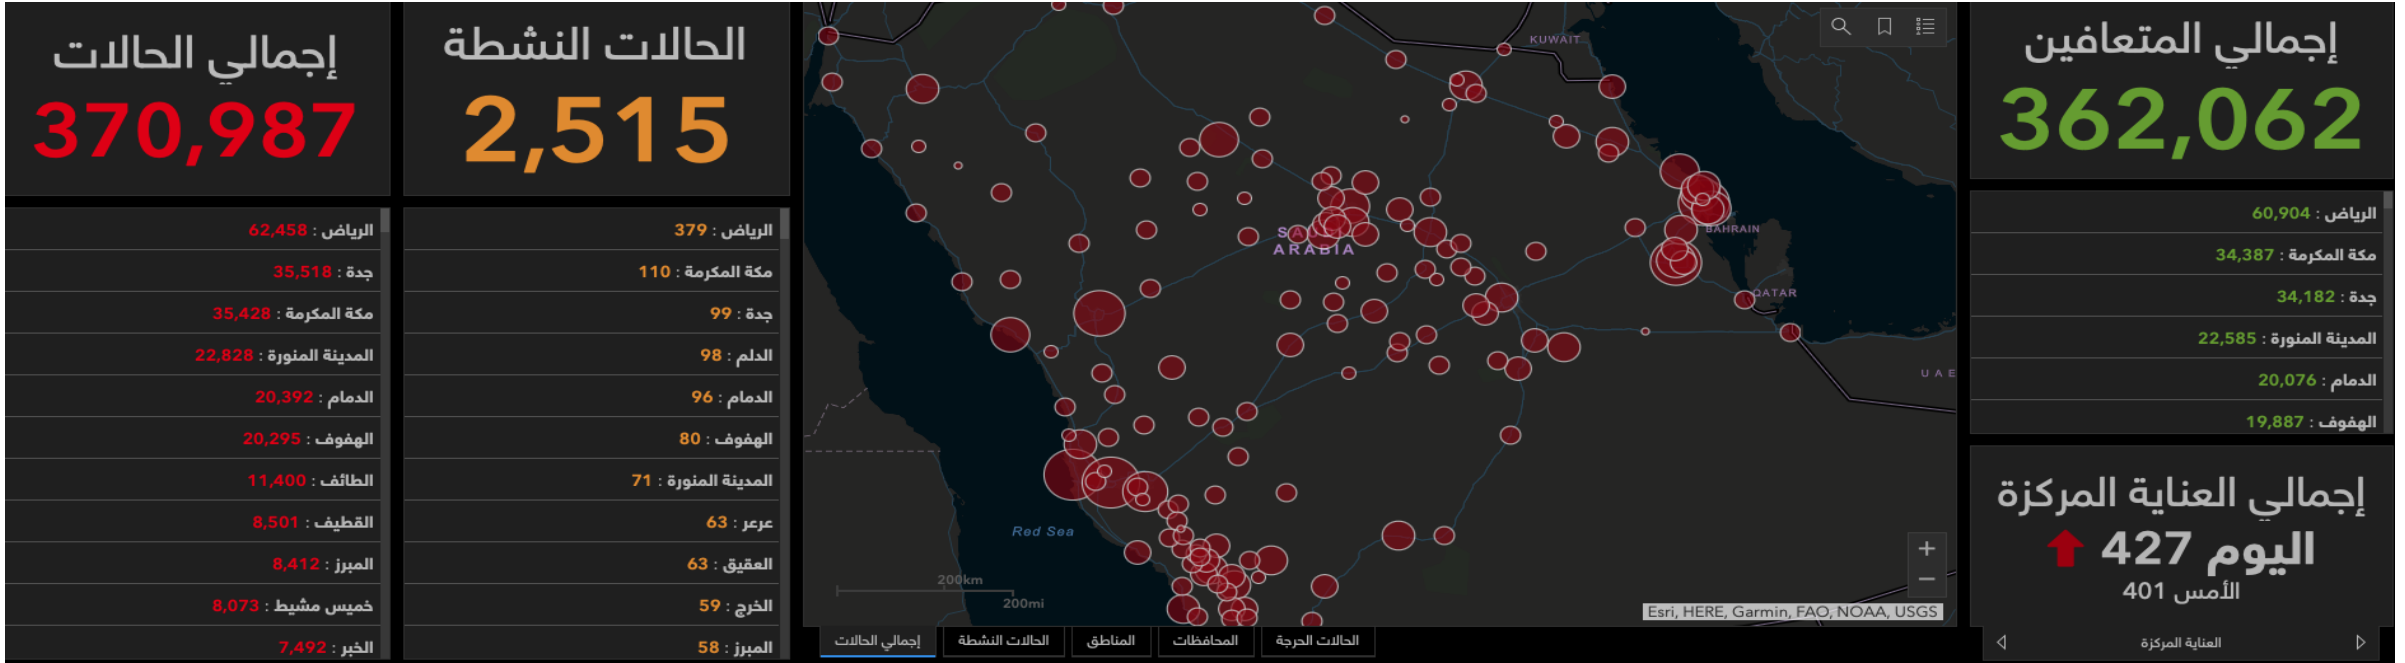 إجمالي الحالات
370,987
الرياض : 62,458
جدة : 35,518
مكة المكرمة : 35,428
المدينة المنورة : 22,828
الدمام : 20,392
الهفوف : 20,295
الطائف : 11,400
القطيف : 8,501
المبرز : 8,412
خميس مشيط : 8,073
الخبر : 7,492
الحالات النشطة
2,515
الرياض : 379
مكة المكرمة : 110
جدة : 99
الدلم : 98
الدمام : 96
الهفوف : 80
المدينة المنورة : 71
عرعر : 63
العقيق : 63
الخرج : 59
المبرز : 58
KUWAIT
ARABIA
BAHRAIN
QATAR
UAE
Red Sea
200km
200mi
Esri, HERE, Garmin, FAO, NOAA, USGS
إجمالي الحالات
الحالات النشطة
المناطق
المحافظات
الحالات الحرجة
إجمالي المتعافين
362,062
الرياض : 60,904
مكة المكرمة : 34,387
جدة : 34,182
المدينة المنورة : 22,585
الدمام : 20,076
الهفوف : 19,887
إجمالي العناية المركزة
اليوم 427
الأمس 401
العناية المركزة